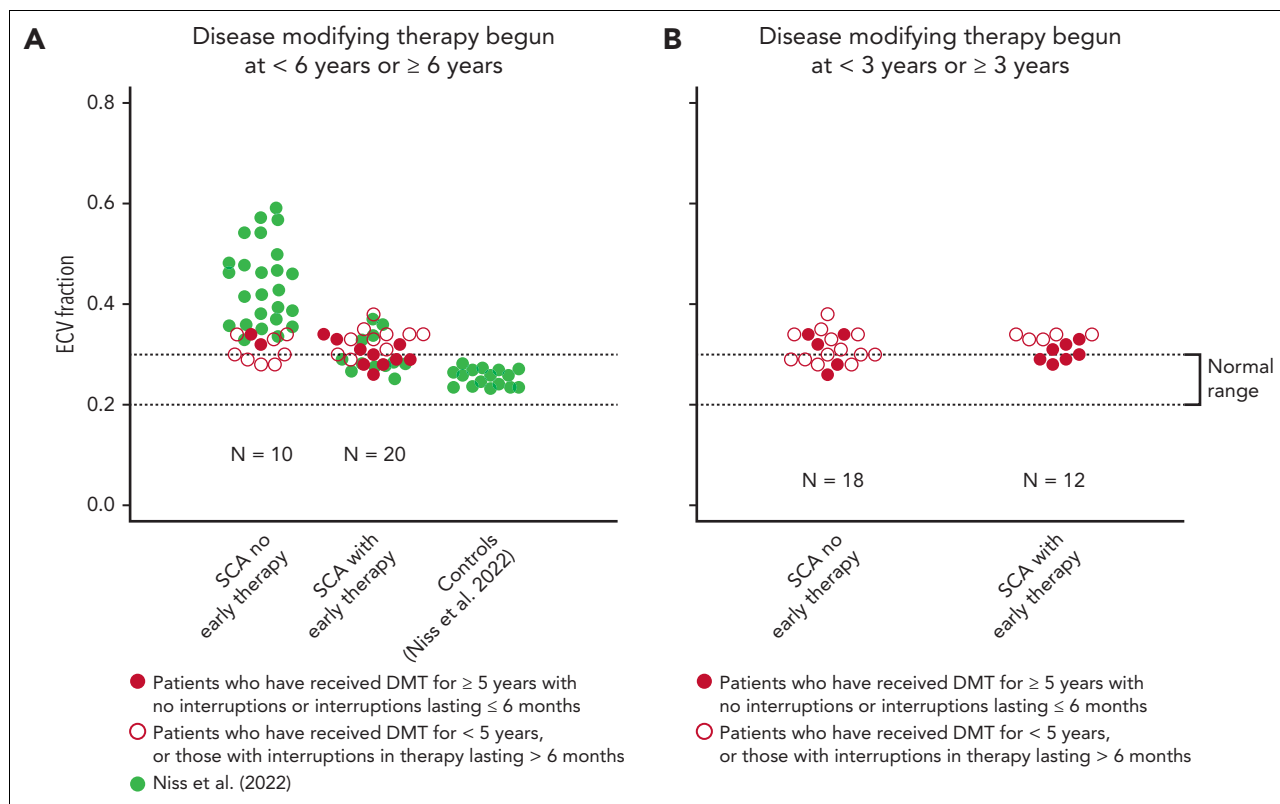 A
Disease modifying therapy begun
at < 6 years or ≥ 6 years
0.8
0.6
0.4
0.2
0.0
ECV fraction
N = 10
N = 20
SCA no
early therapy
SCA with
early therapy
Controls
(Niss et al. 2022)
Patients who have received DMT for ≥ 5 years with
no interruptions or interruptions lasting ≤ 6 months
Patients who have received DMT for < 5 years,
or those with interruptions in therapy lasting > 6 months
Niss et al. (2022)
B
Disease modifying therapy begun
at < 3 years or ≥ 3 years
Normal
range
N = 18
N = 12
SCA no
early therapy
SCA with
early therapy
Patients who have received DMT for ≥ 5 years with
no interruptions or interruptions lasting ≤ 6 months
Patients who have received DMT for < 5 years,
or those with interruptions in therapy lasting > 6 months